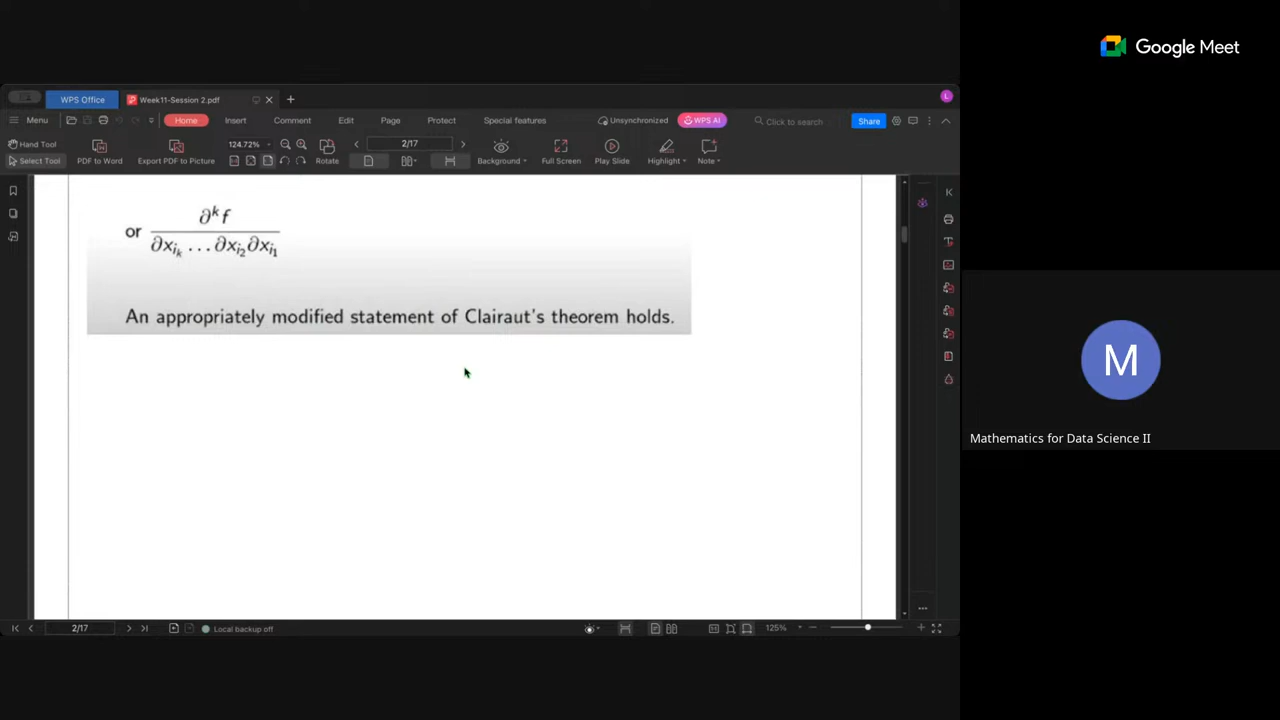 Google Meet
WPS Office
Week11-Session 2.pdf
Menu
Home
Insert
Comment
Edit
Page
Protect
Special features
Unsynchronized
WPS AI
Click to search
Share
L
Hand Tool
Select Tool
PDF to Word
Export PDF to Picture
124.72%
2/17
Rotate
Background
Full Screen
Play Slide
Highlight
Note
or ∂^k f / ∂x_{i_k} ... ∂x_{i_2} ∂x_{i_1}
An appropriately modified statement of Clairaut's theorem holds.
M
Mathematics for Data Science II
2/17
Local backup off
125%